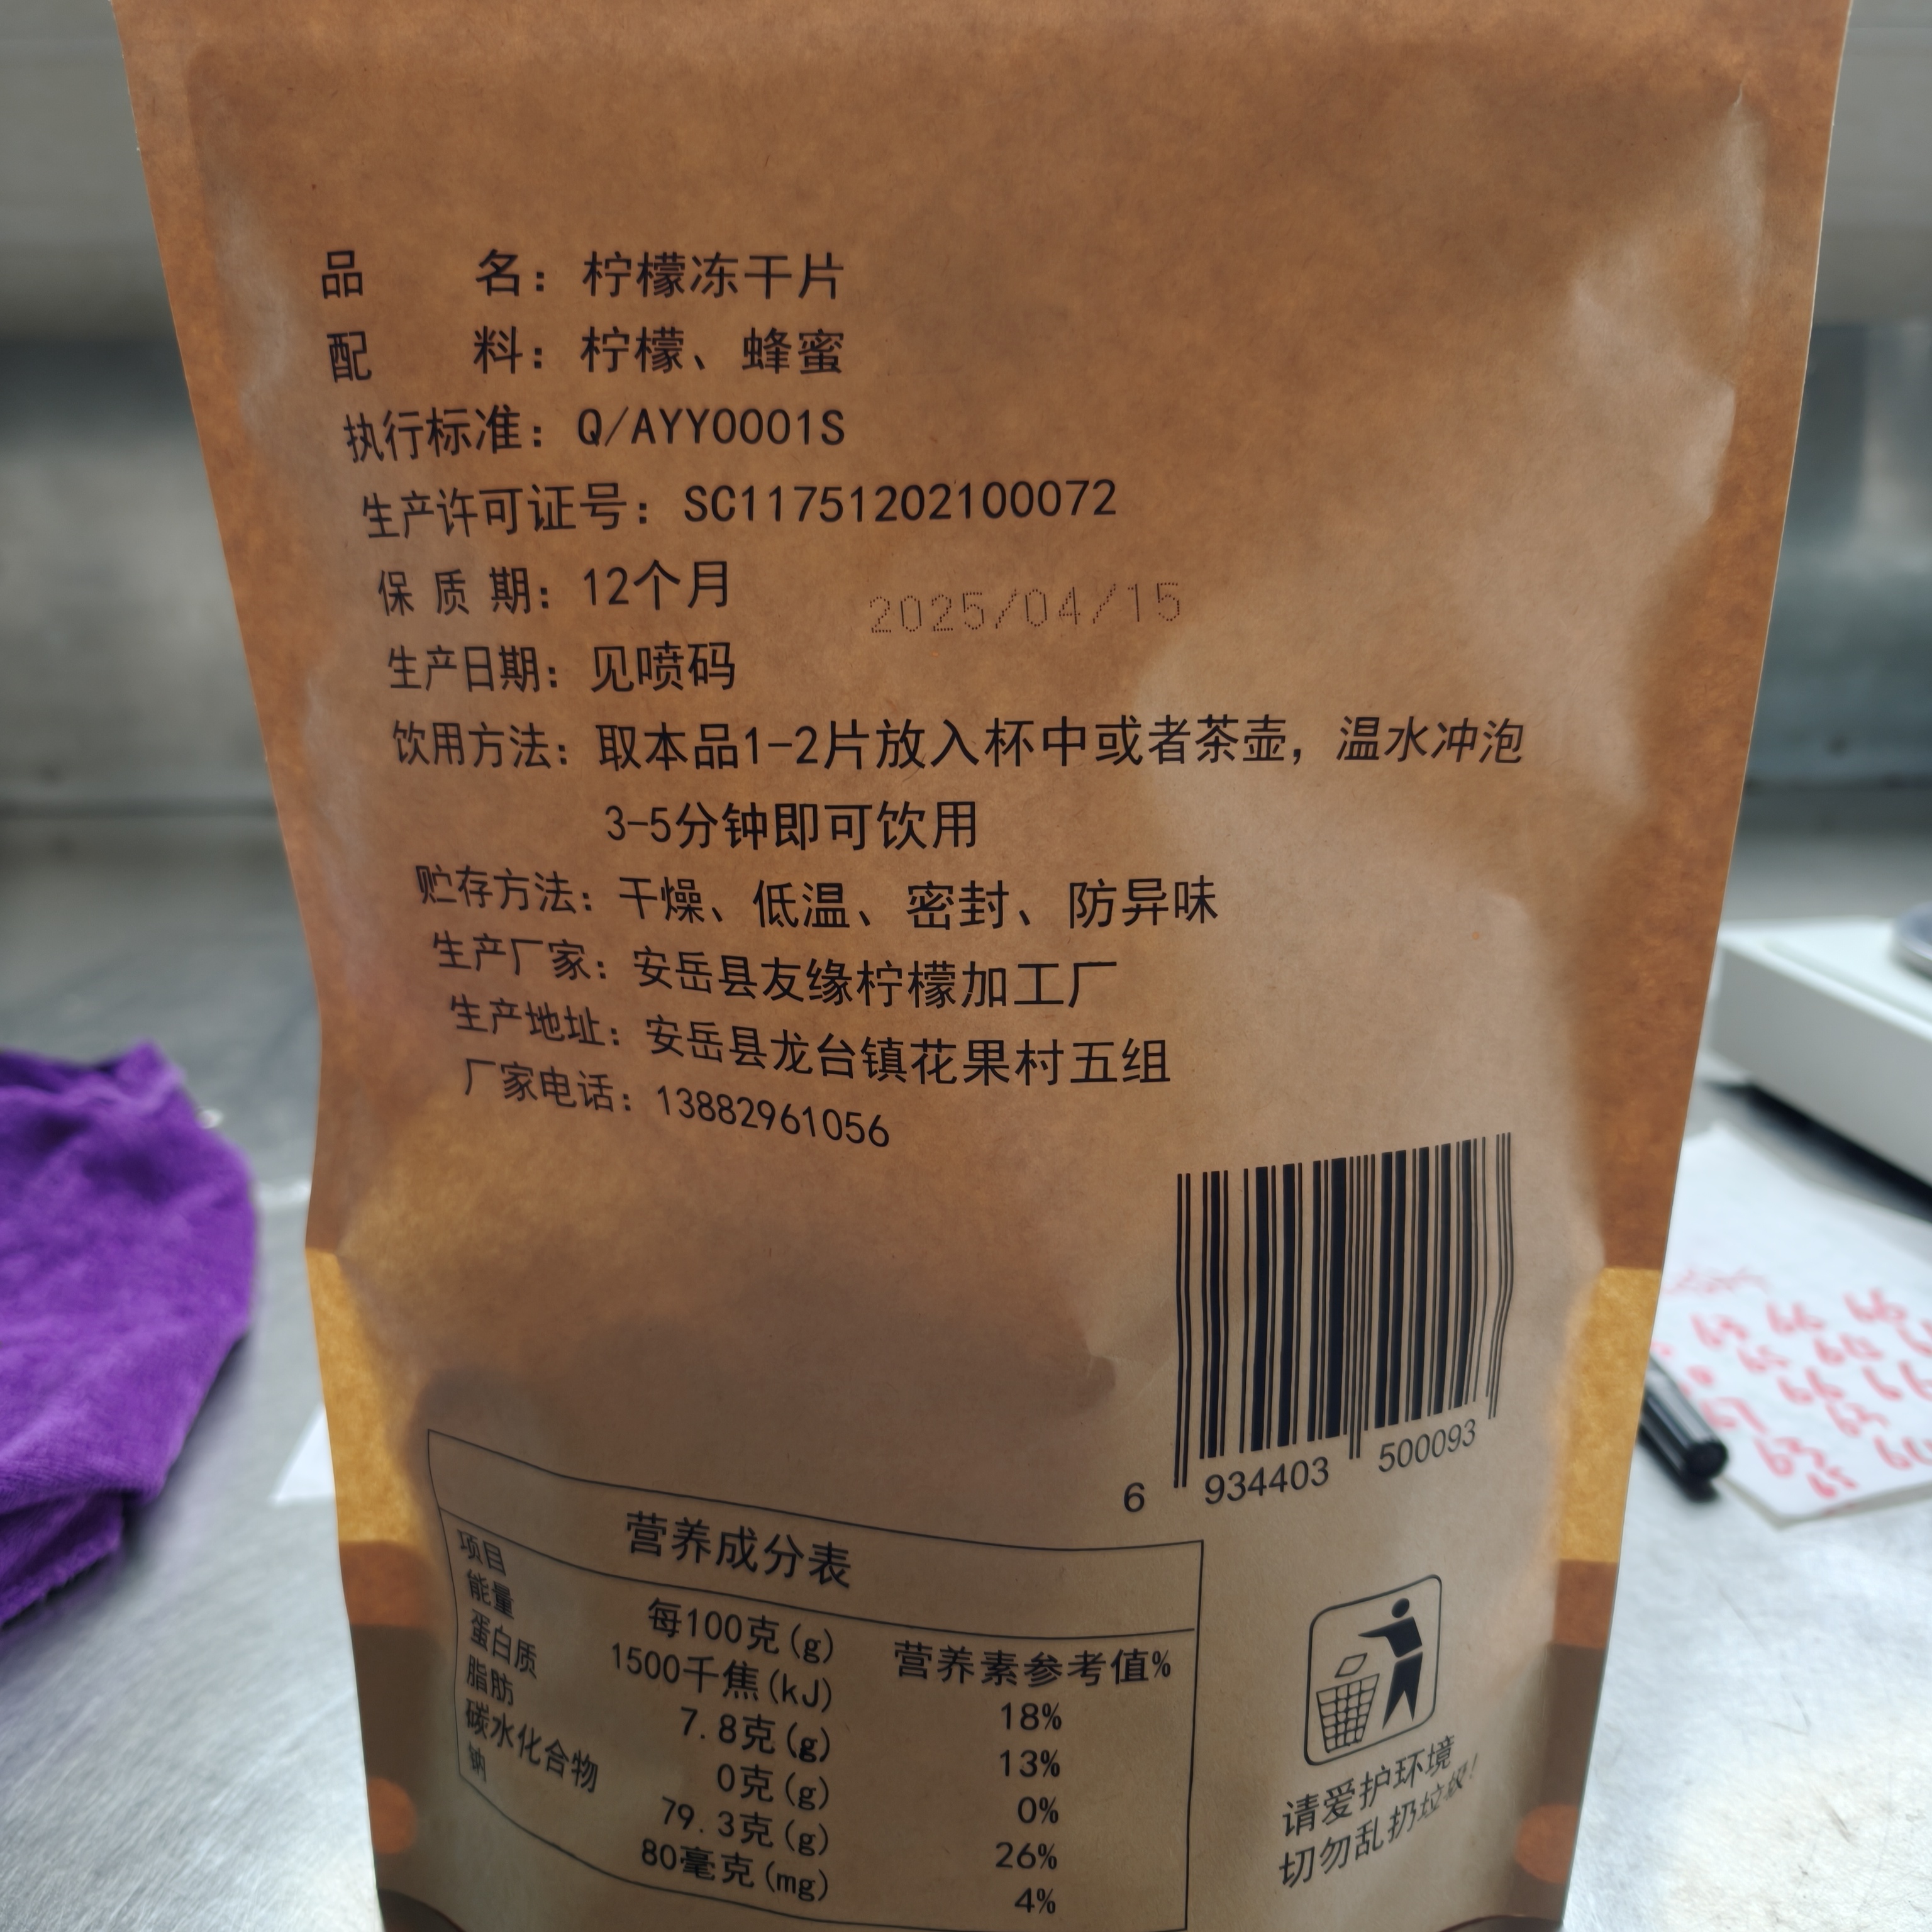 品 名：柠檬冻干片
配 料：柠檬、蜂蜜
执行标准：Q/AYY0001S
生产许可证号：SC11751202100072
保 质 期：12个月
2025/04/15
生产日期：见喷码
饮用方法：取本品1-2片放入杯中或者茶壶，温水冲泡
3-5分钟即可饮用
贮存方法：干燥、低温、密封、防异味
生产厂家：安岳县友缘柠檬加工厂
生产地址：安岳县龙台镇花果村五组
厂家电话：13882961056
6 934403 500093
营养成分表
项目 每100克(g) 营养素参考值%
能量 1500千焦(kJ) 18%
蛋白质 7.8克(g) 13%
脂肪 0克(g) 0%
碳水化合物 79.3克(g) 26%
钠 80毫克(mg) 4%
请爱护环境
切勿乱扔垃圾!